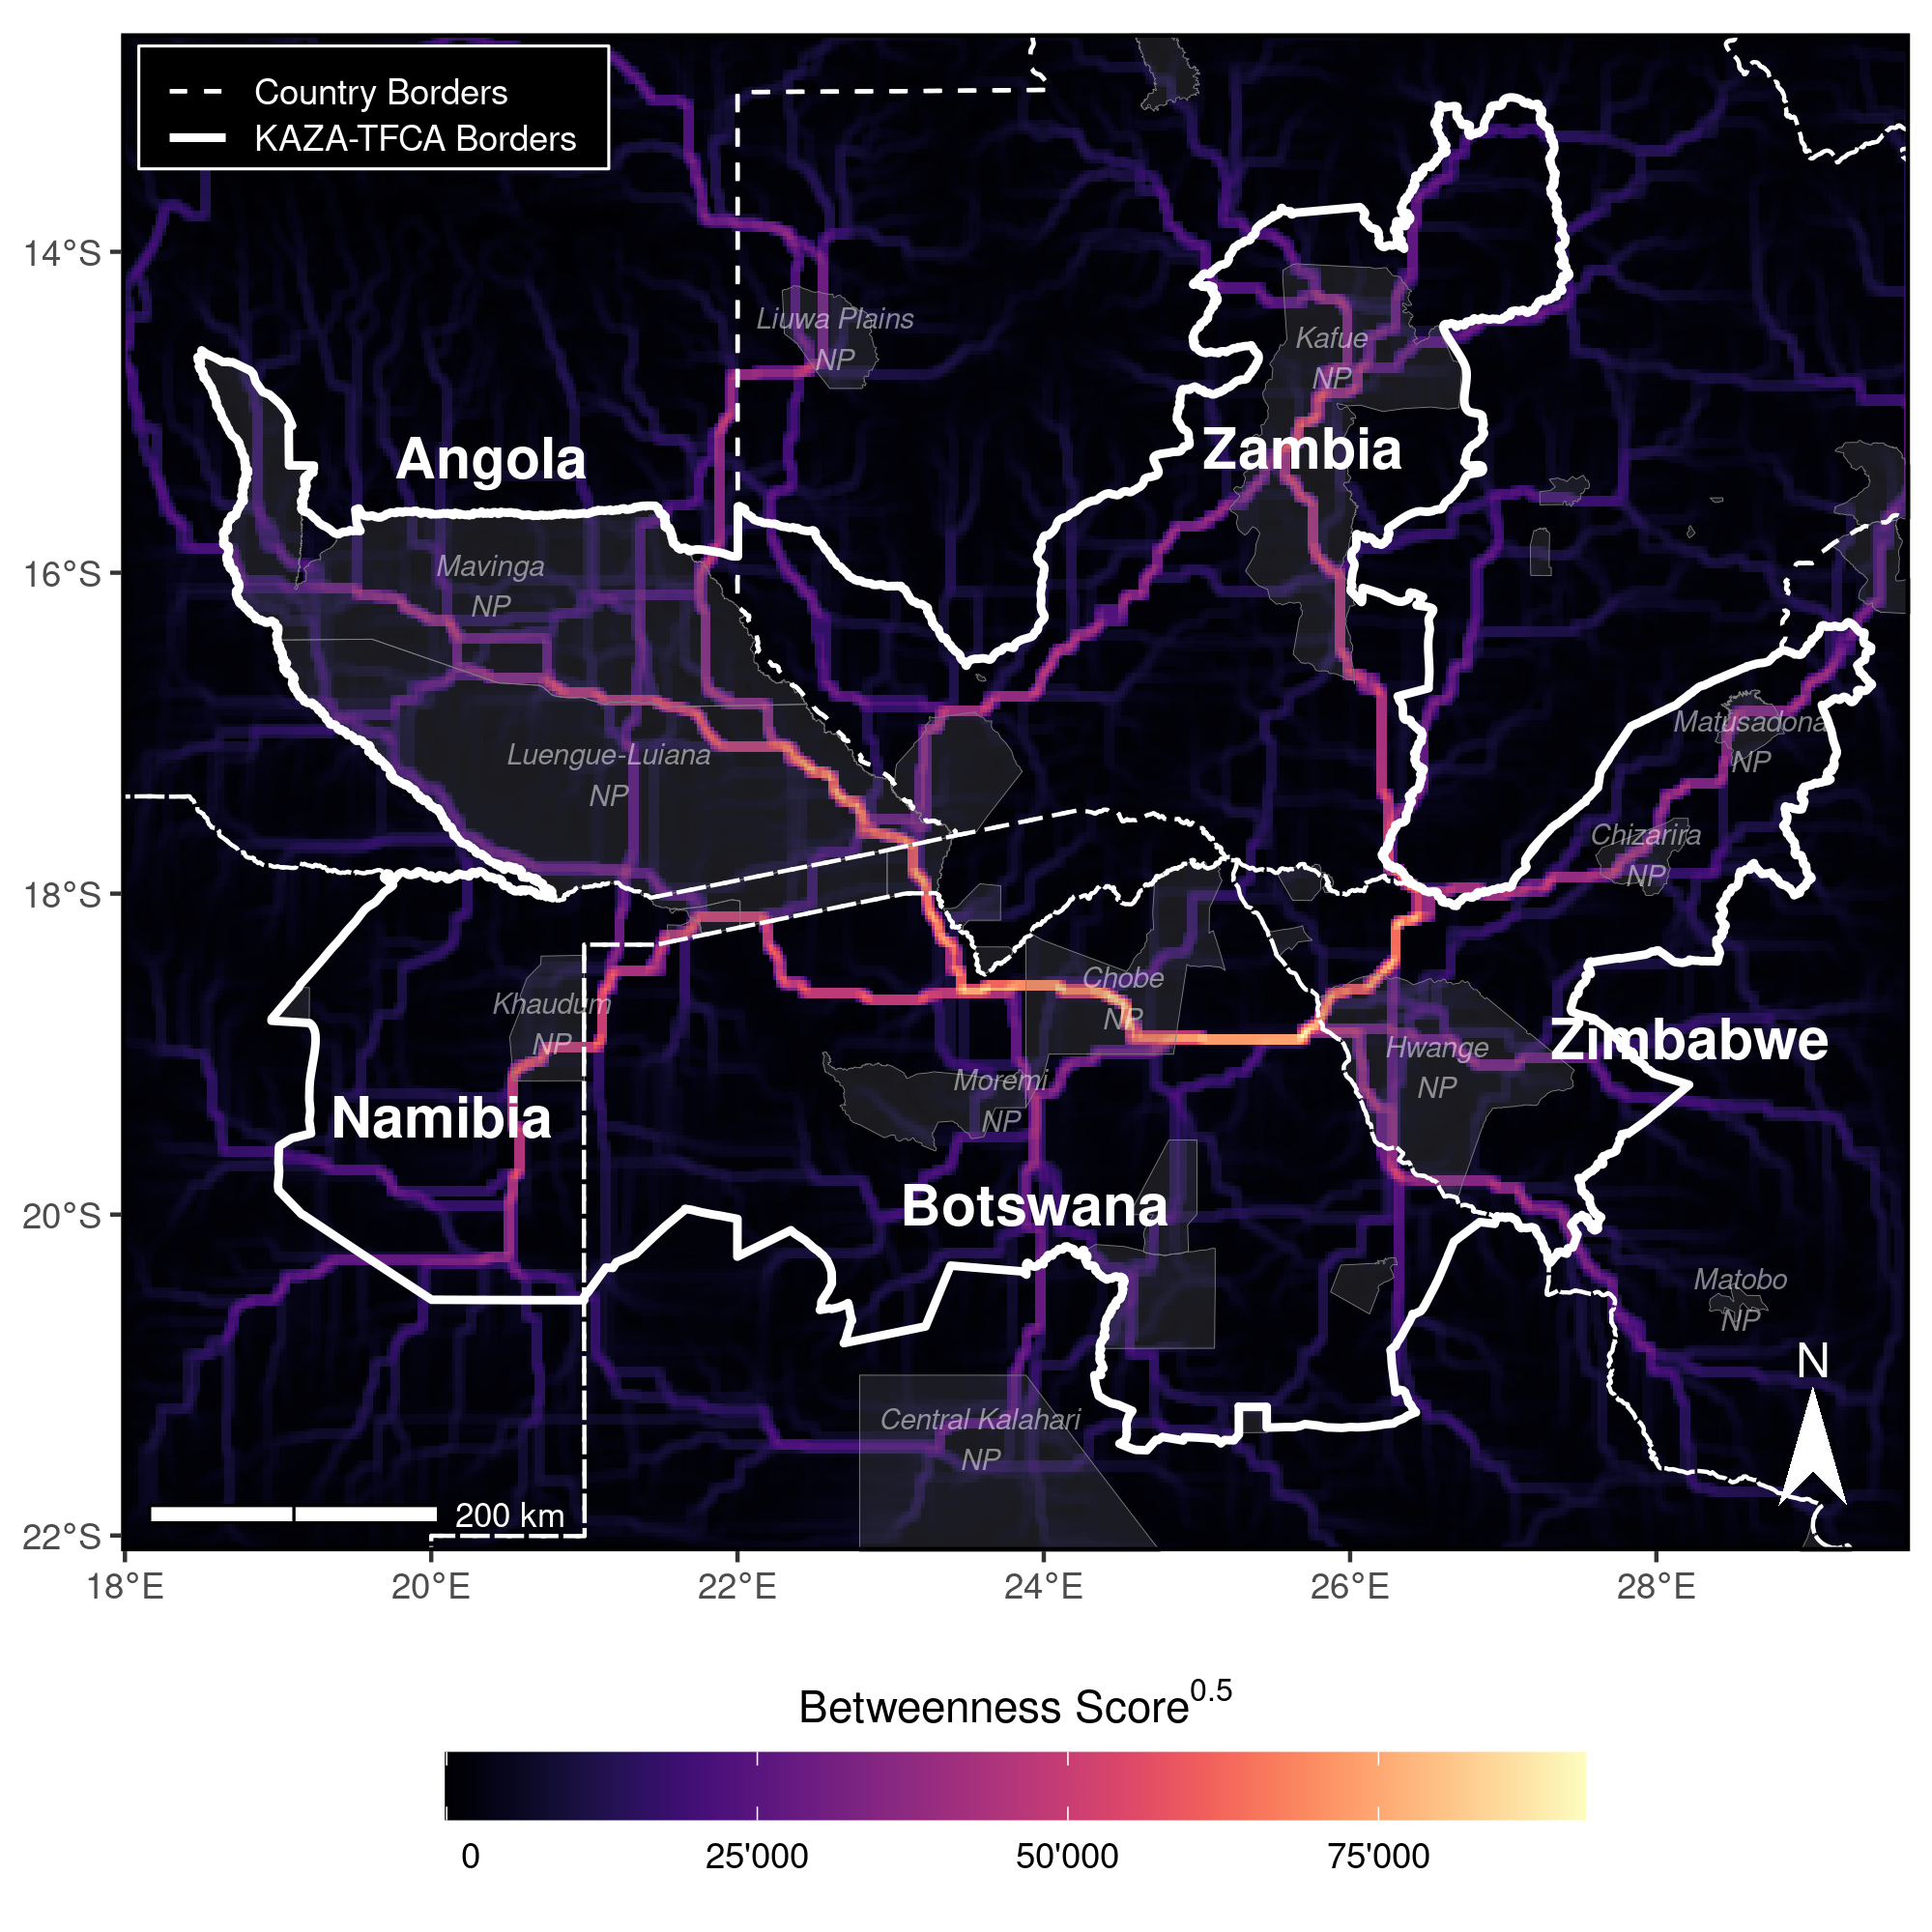 Country Borders
KAZA-TFCA Borders
14°S
16°S
18°S
20°S
22°S
Liuwa Plains
NP
Kafue
NP
Angola
Zambia
Mavinga
NP
Luengue-Luiana
NP
Matusadona
NP
Chizarira
NP
Khaudum
NP
Chobe
NP
Hwange
NP
Zimbabwe
Moremi
NP
Namibia
Botswana
Matobo
NP
N
Central Kalahari
NP
200 km
18°E 20°E 22°E 24°E 26°E 28°E
Betweenness Score^0.5
0 25'000 50'000 75'000